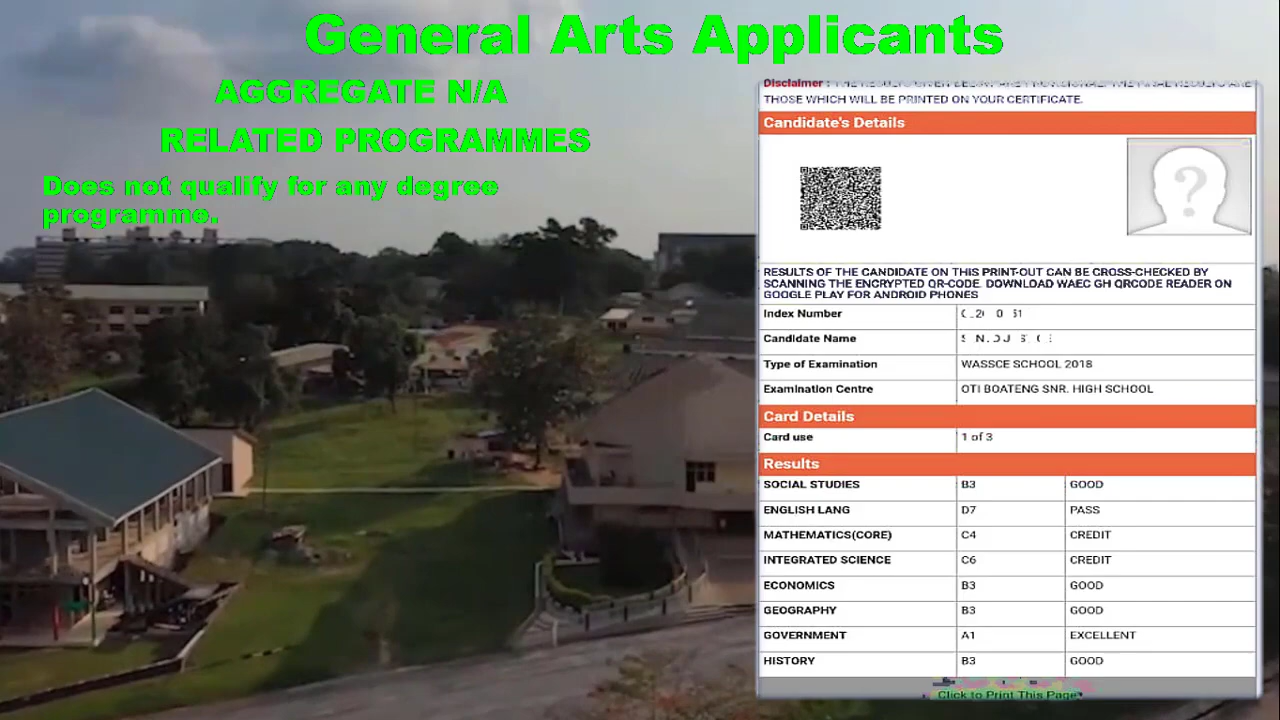 General Arts Applicants
AGGREGATE N/A
RELATED PROGRAMMES
Does not qualify for any degree
programme.
Disclaimer :
THOSE WHICH WILL BE PRINTED ON YOUR CERTIFICATE.
Candidate's Details
RESULTS OF THE CANDIDATE ON THIS PRINT-OUT CAN BE CROSS-CHECKED BY
SCANNING THE ENCRYPTED QR-CODE. DOWNLOAD WAEC GH QRCODE READER ON
GOOGLE PLAY FOR ANDROID PHONES
Index Number
Candidate Name
Type of Examination WASSCE SCHOOL 2018
Examination Centre OTI BOATENG SNR. HIGH SCHOOL
Card Details
Card use 1 of 3
Results
SOCIAL STUDIES B3 GOOD
ENGLISH LANG D7 PASS
MATHEMATICS(CORE) C4 CREDIT
INTEGRATED SCIENCE C6 CREDIT
ECONOMICS B3 GOOD
GEOGRAPHY B3 GOOD
GOVERNMENT A1 EXCELLENT
HISTORY B3 GOOD
Click to Print This Page